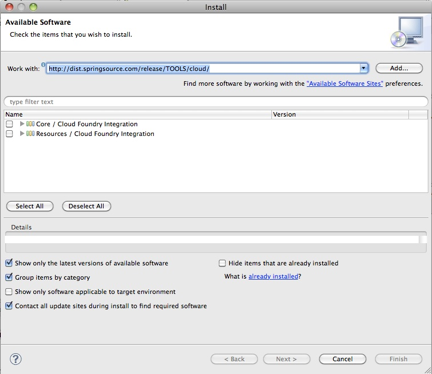 Install
Available Software
Check the items that you wish to install.
Work with: http://dist.springsource.com/release/TOOLS/cloud/ Add...
Find more software by working with the "Available Software Sites" preferences.
type filter text
Name Version
Core / Cloud Foundry Integration
Resources / Cloud Foundry Integration
Select All Deselect All
Details
Show only the latest versions of available software Hide items that are already installed
Group items by category What is already installed?
Show only software applicable to target environment
Contact all update sites during install to find required software
? < Back Next > Cancel Finish